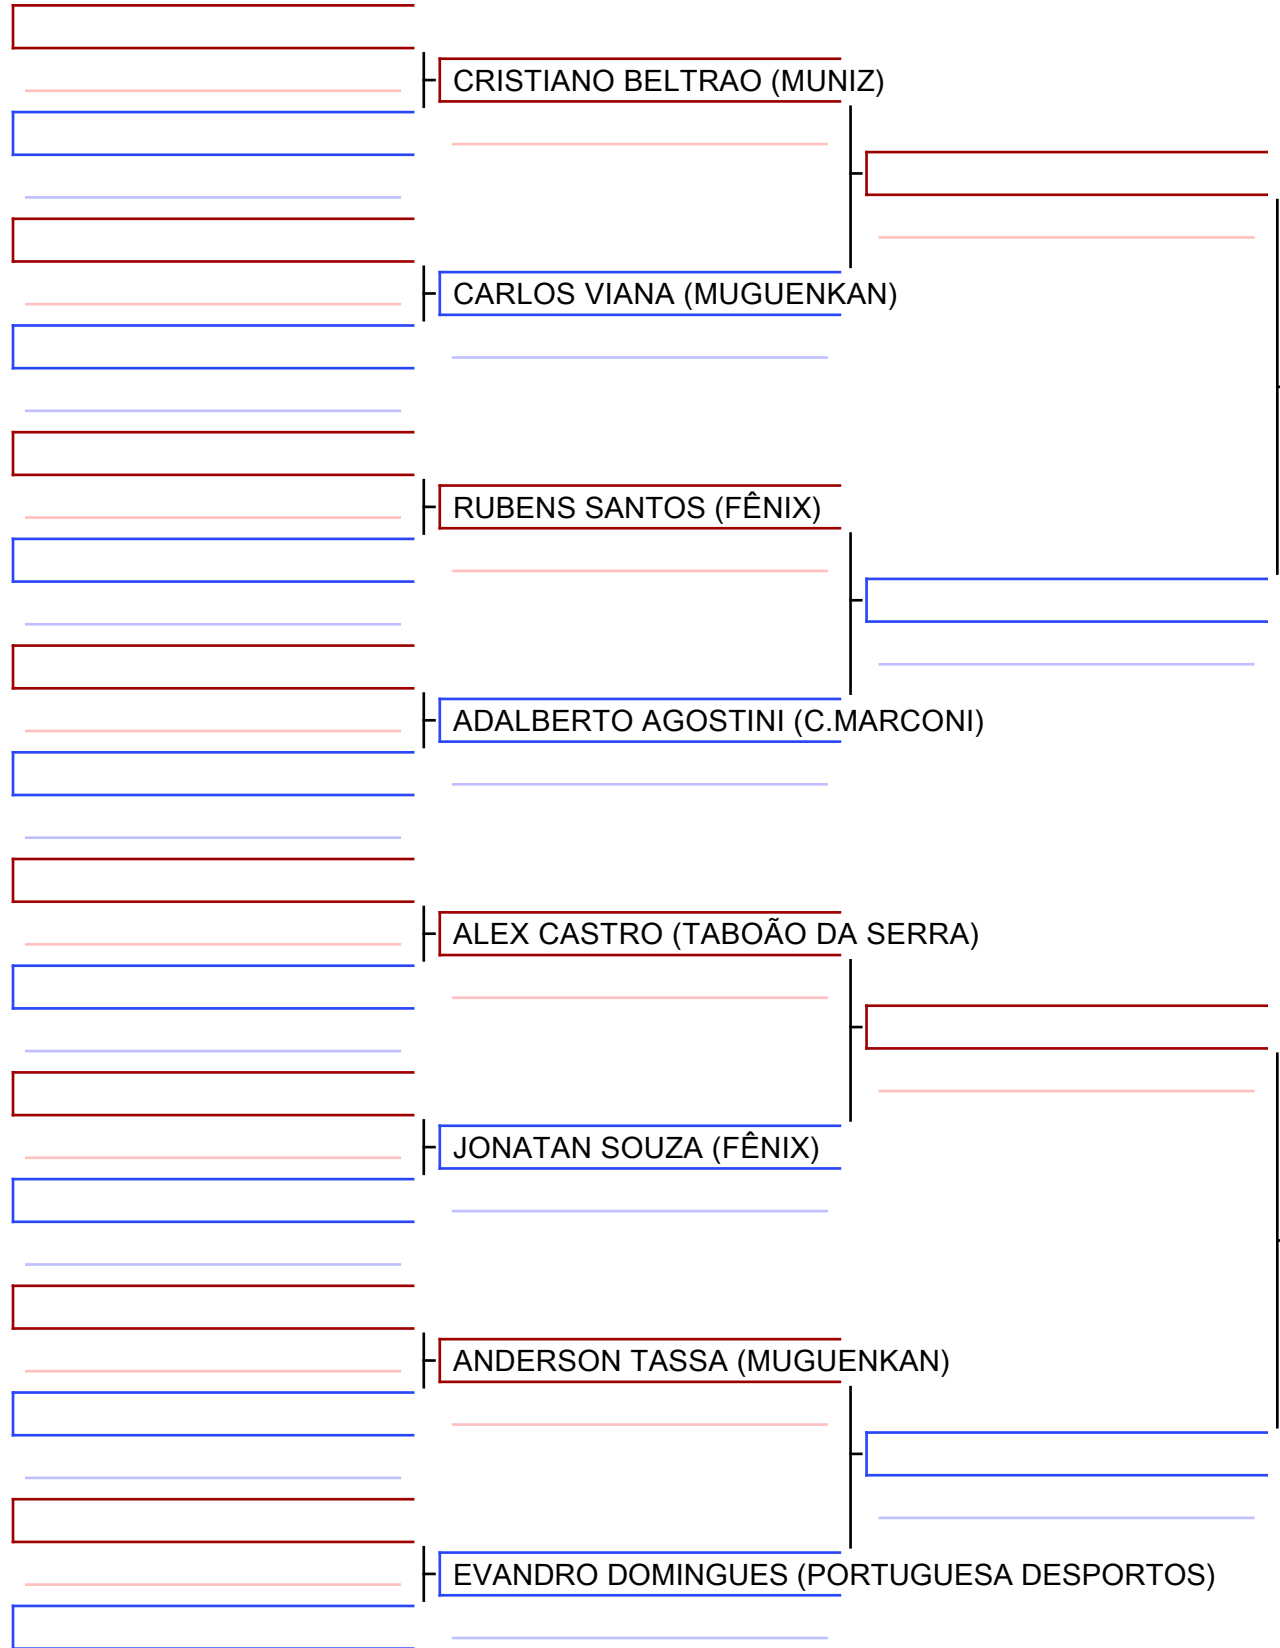 CRISTIANO BELTRAO (MUNIZ)
CARLOS VIANA (MUGUENKAN)
RUBENS SANTOS (FÊNIX)
ADALBERTO AGOSTINI (C.MARCONI)
ALEX CASTRO (TABOÃO DA SERRA)
JONATAN SOUZA (FÊNIX)
ANDERSON TASSA (MUGUENKAN)
EVANDRO DOMINGUES (PORTUGUESA DESPORTOS)